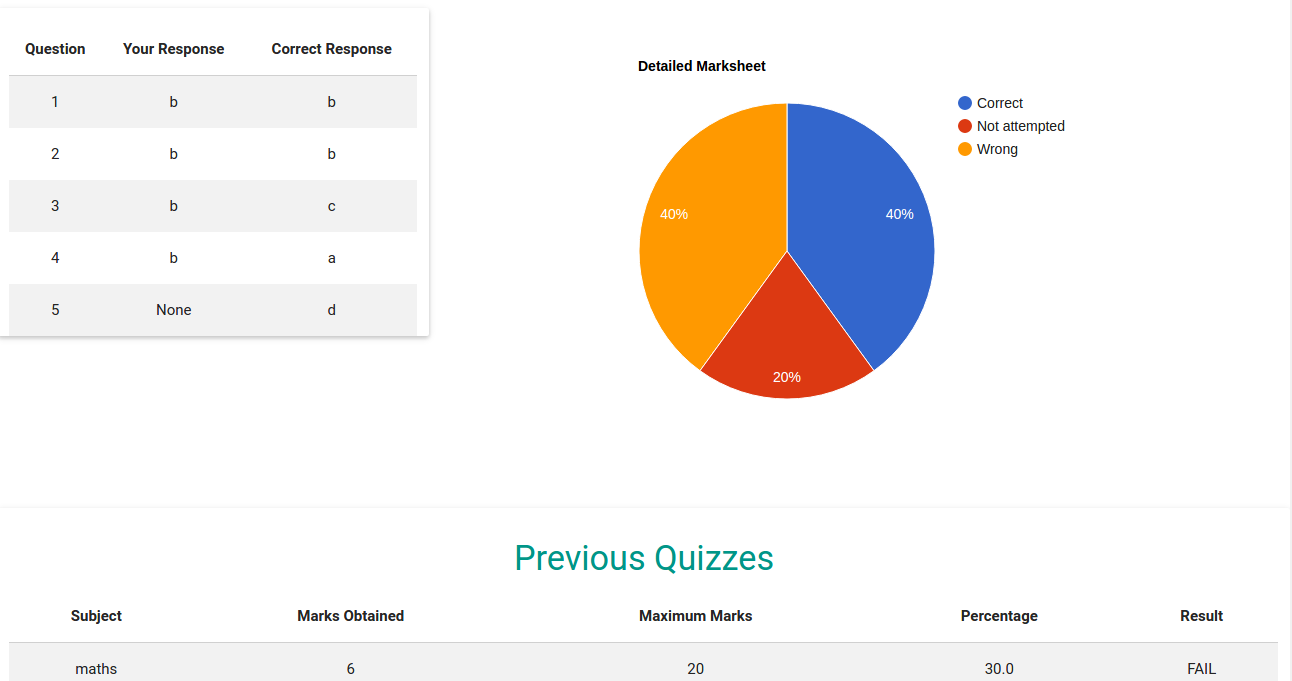 Question Your Response Correct Response
1 b b
2 b b
3 b c
4 b a
5 None d
Detailed Marksheet
Correct
Not attempted
Wrong
40% 40%
20%
Previous Quizzes
Subject Marks Obtained Maximum Marks Percentage Result
maths 6 20 30.0 FAIL